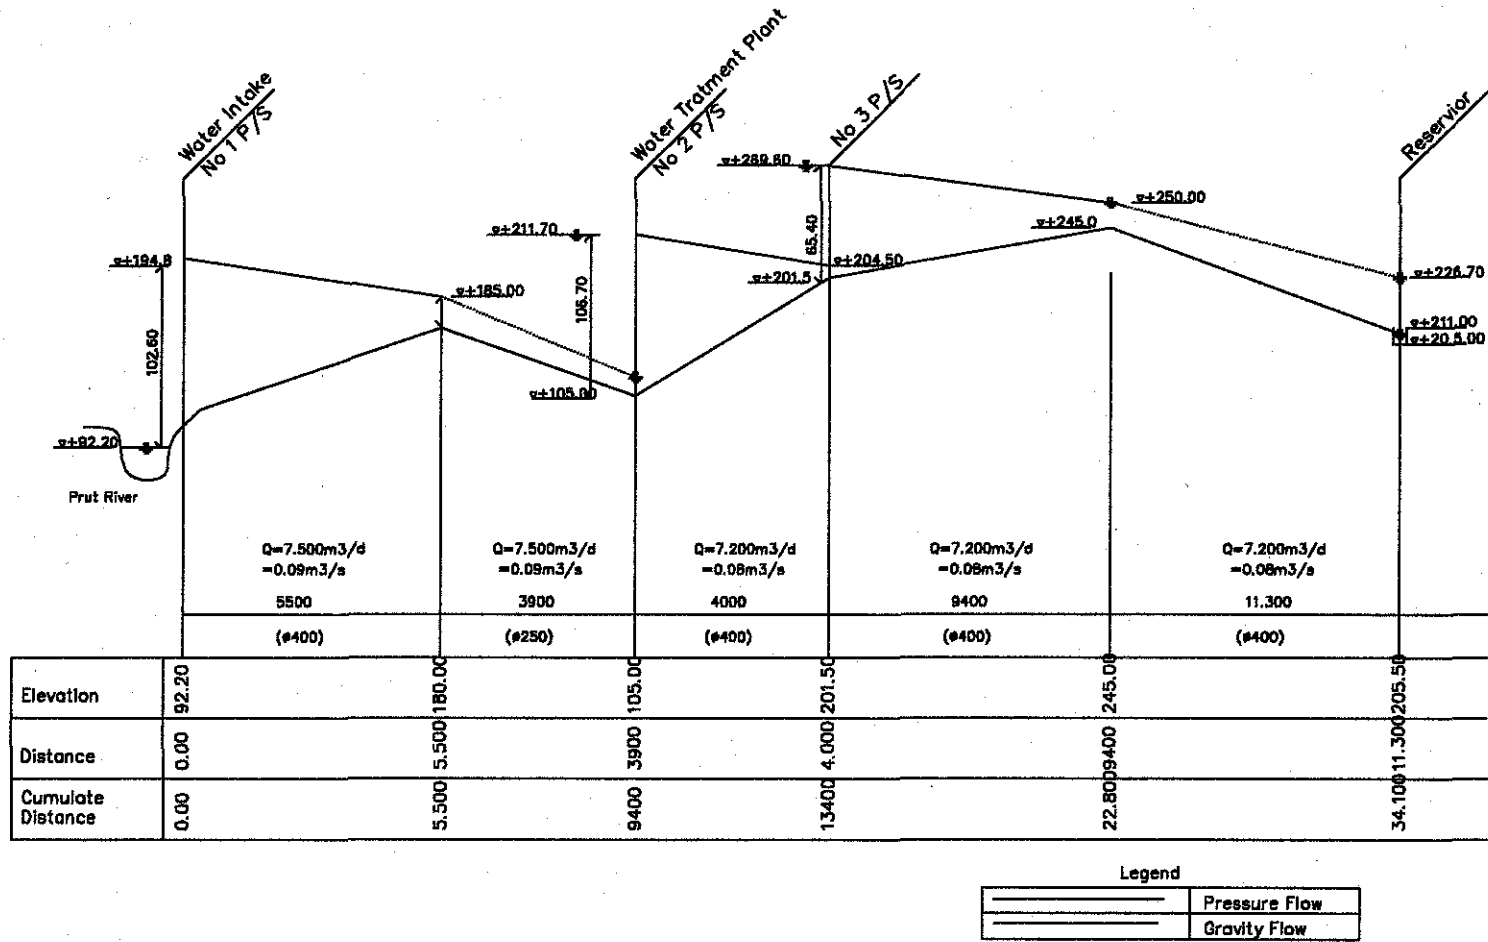 Water Intake
No 1 P/S
Water Tratment Plant
No 2 P/S
No 3 P/S
Reservior
▽+269.80
▽+250.00
▽+245.0
▽+211.70
65.40
▽+204.50
▽+201.5
▽+194.8
▽+185.00
106.70
▽+226.70
102.60
▽+211.00
▽+20.5.00
▽+105.00
▽+92.20
Prut River
Q=7.500m3/d Q=7.500m3/d Q=7.200m3/d Q=7.200m3/d Q=7.200m3/d
=0.09m3/s =0.09m3/s =0.08m3/s =0.08m3/s =0.08m3/s
5500 3900 4000 9400 11.300
(ø400) (ø250) (ø400) (ø400) (ø400)
Elevation 92.20 180.00 105.00 201.50 245.00 205.50
Distance 0.00 5.500 3900 4.000 9400 11.300
Cumulate
Distance 0.00 5.500 9400 13400 22.800 34.100
Legend
Pressure Flow
Gravity Flow